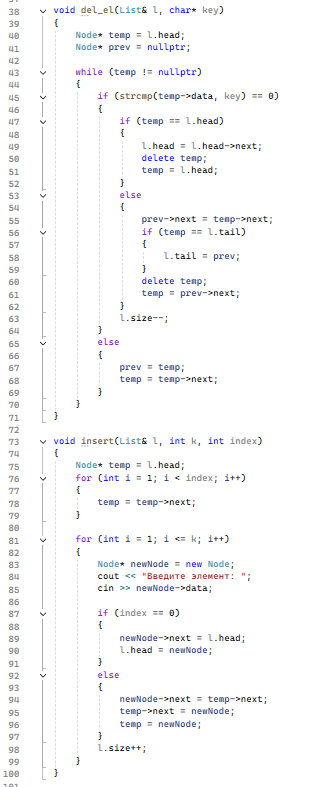 38 void del_el(List& l, char* key)
39 {
40 Node* temp = l.head;
41 Node* prev = nullptr;
42
43 while (temp != nullptr)
44 {
45 if (strcmp(temp->data, key) == 0)
46 {
47 if (temp == l.head)
48 {
49 l.head = l.head->next;
50 delete temp;
51 temp = l.head;
52 }
53 else
54 {
55 prev->next = temp->next;
56 if (temp == l.tail)
57 {
58 l.tail = prev;
59 }
60 delete temp;
61 temp = prev->next;
62 }
63 l.size--;
64 }
65 else
66 {
67 prev = temp;
68 temp = temp->next;
69 }
70 }
71 }
72
73 void insert(List& l, int k, int index)
74 {
75 Node* temp = l.head;
76 for (int i = 1; i < index; i++)
77 {
78 temp = temp->next;
79 }
80
81 for (int i = 1; i <= k; i++)
82 {
83 Node* newNode = new Node;
84 cout << "Введите элемент: ";
85 cin >> newNode->data;
86
87 if (index == 0)
88 {
89 newNode->next = l.head;
90 l.head = newNode;
91 }
92 else
93 {
94 newNode->next = temp->next;
95 temp->next = newNode;
96 temp = newNode;
97 }
98 l.size++;
99 }
100 }